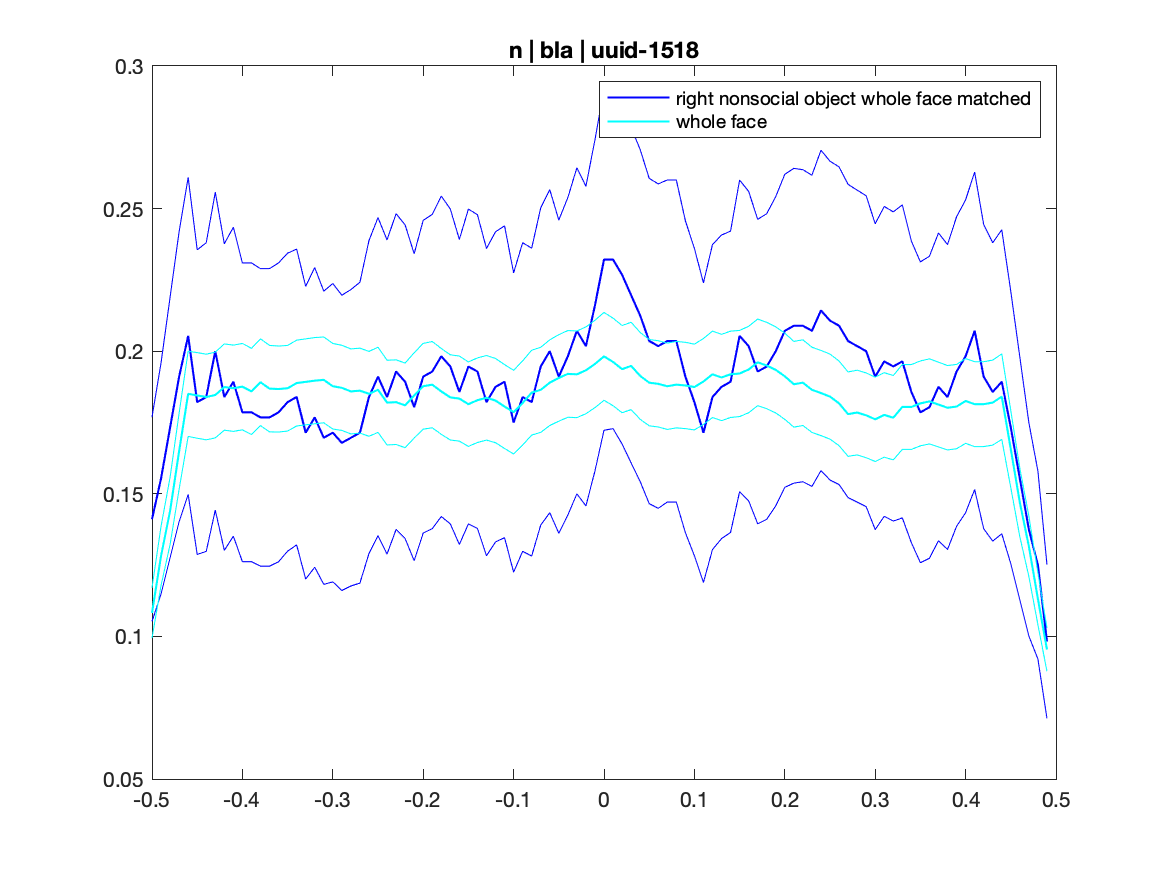 n | bla | uuid-1518
right nonsocial object whole face matched
whole face
0.3
0.25
0.2
0.15
0.1
0.05
-0.5 -0.4 -0.3 -0.2 -0.1 0 0.1 0.2 0.3 0.4 0.5